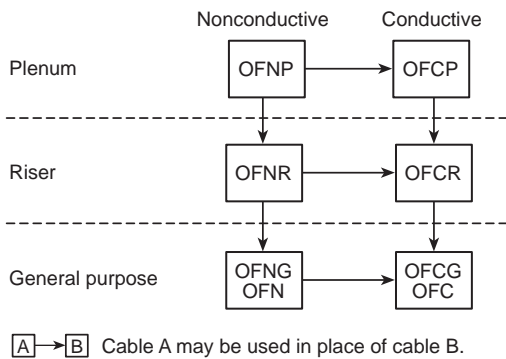 Nonconductive Conductive
Plenum OFNP OFCP
Riser OFNR OFCR
General purpose OFNG OFCG
OFN OFC
A B Cable A may be used in place of cable B.